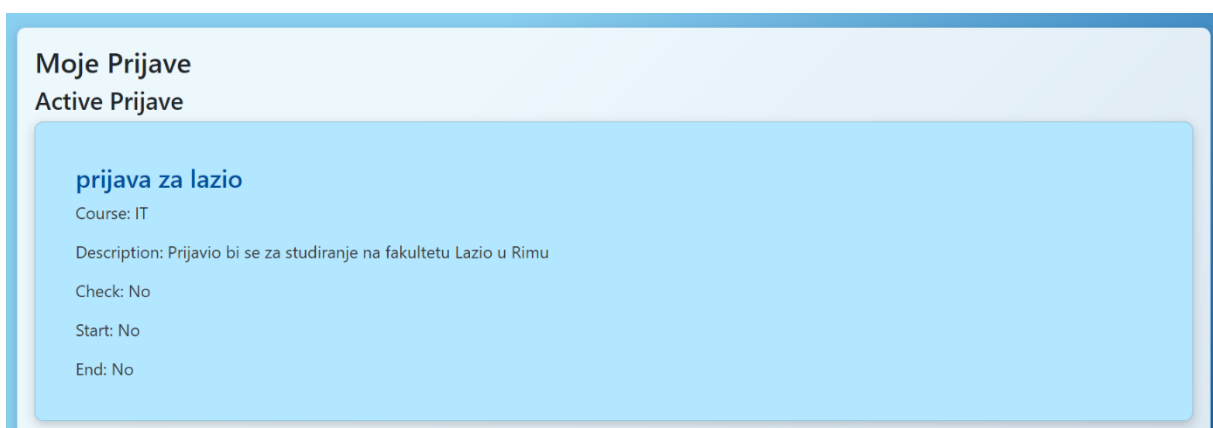 Moje Prijave
Active Prijave
prijava za lazio
Course: IT
Description: Prijavio bi se za studiranje na fakultetu Lazio u Rimu
Check: No
Start: No
End: No